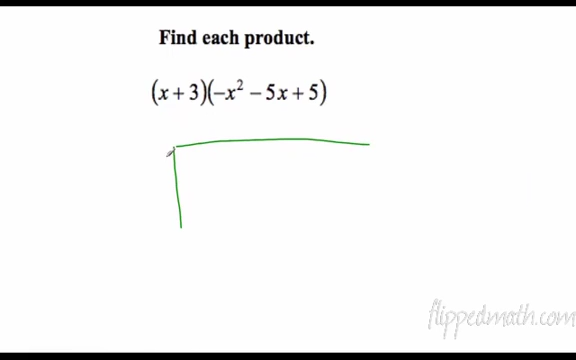 Find each product.
(x + 3)(−x² − 5x + 5)
flippedmath.com